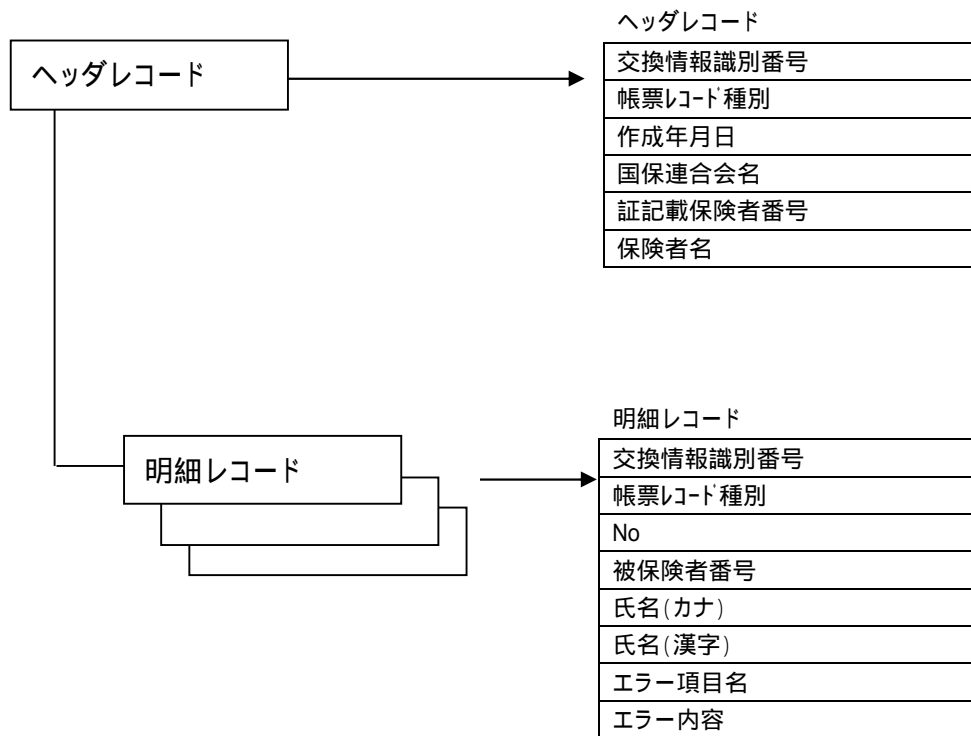 ヘッダレコード
ヘッダレコード
交換情報識別番号
帳票ﾚｺｰﾄﾞ種別
作成年月日
国保連合会名
証記載保険者番号
保険者名
明細レコード
明細レコード
交換情報識別番号
帳票ﾚｺｰﾄﾞ種別
No
被保険者番号
氏名(カナ)
氏名(漢字)
エラー項目名
エラー内容